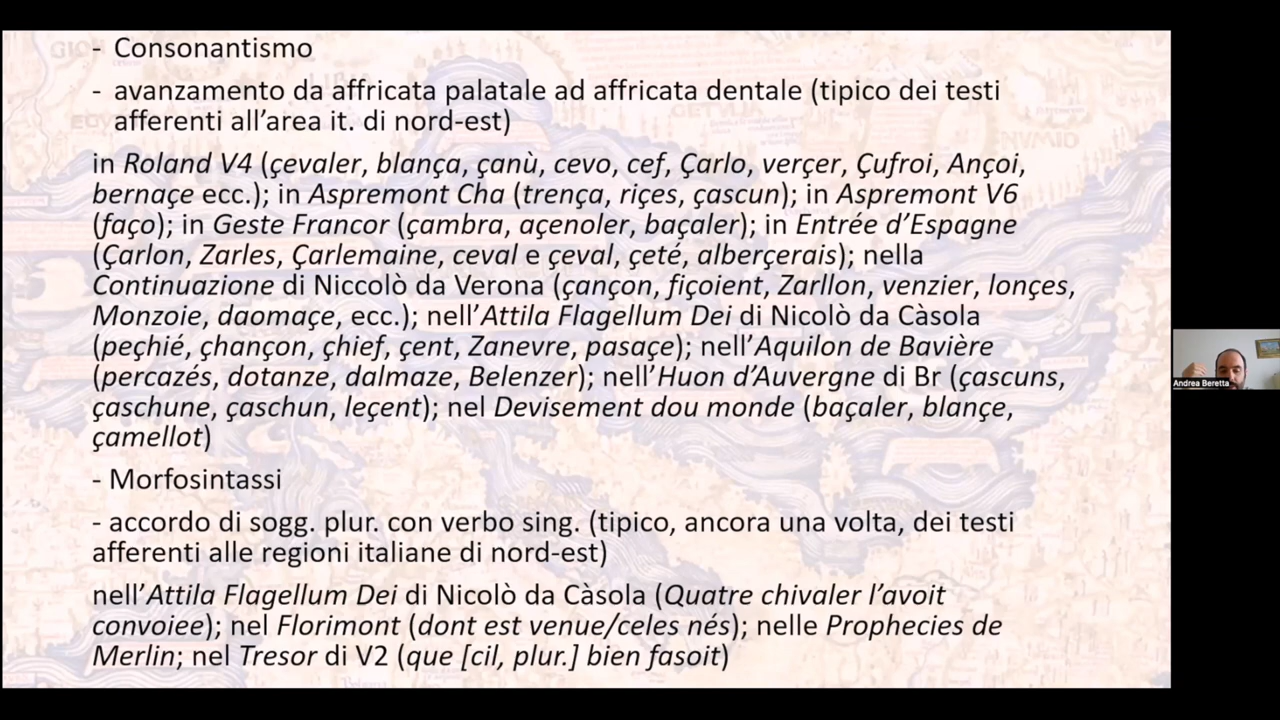 - Consonantismo
- avanzamento da affricata palatale ad affricata dentale (tipico dei testi
afferenti all’area it. di nord-est)
in Roland V4 (çevaler, blança, çanù, cevo, cef, Çarlo, verçer, Çufroi, Ançoi,
bernaçe ecc.); in Aspremont Cha (trença, riçes, çascun); in Aspremont V6
(faço); in Geste Francor (çambra, açenoler, baçaler); in Entrée d’Espagne
(Çarlon, Zarles, Çarlemaine, ceval e çeval, çeté, alberçerais); nella
Continuazione di Niccolò da Verona (çançon, fiçoient, Zarllon, venzier, lonçes,
Monzoie, daomaçe, ecc.); nell’Attila Flagellum Dei di Nicolò da Càsola
(peçhié, çhançon, çhief, çent, Zanevre, pasaçe); nell’Aquilon de Bavière
(percazés, dotanze, dalmaze, Belenzer); nell’Huon d’Auvergne di Br (çascuns,
çaschune, çaschun, leçent); nel Devisement dou monde (baçaler, blançe,
çamellot)
- Morfosintassi
- accordo di sogg. plur. con verbo sing. (tipico, ancora una volta, dei testi
afferenti alle regioni italiane di nord-est)
nell’Attila Flagellum Dei di Nicolò da Càsola (Quatre chivaler l’avoit
convoiee); nel Florimont (dont est venue/celes nés); nelle Prophecies de
Merlin; nel Tresor di V2 (que [cil, plur.] bien fasoit)
Andrea Beretta